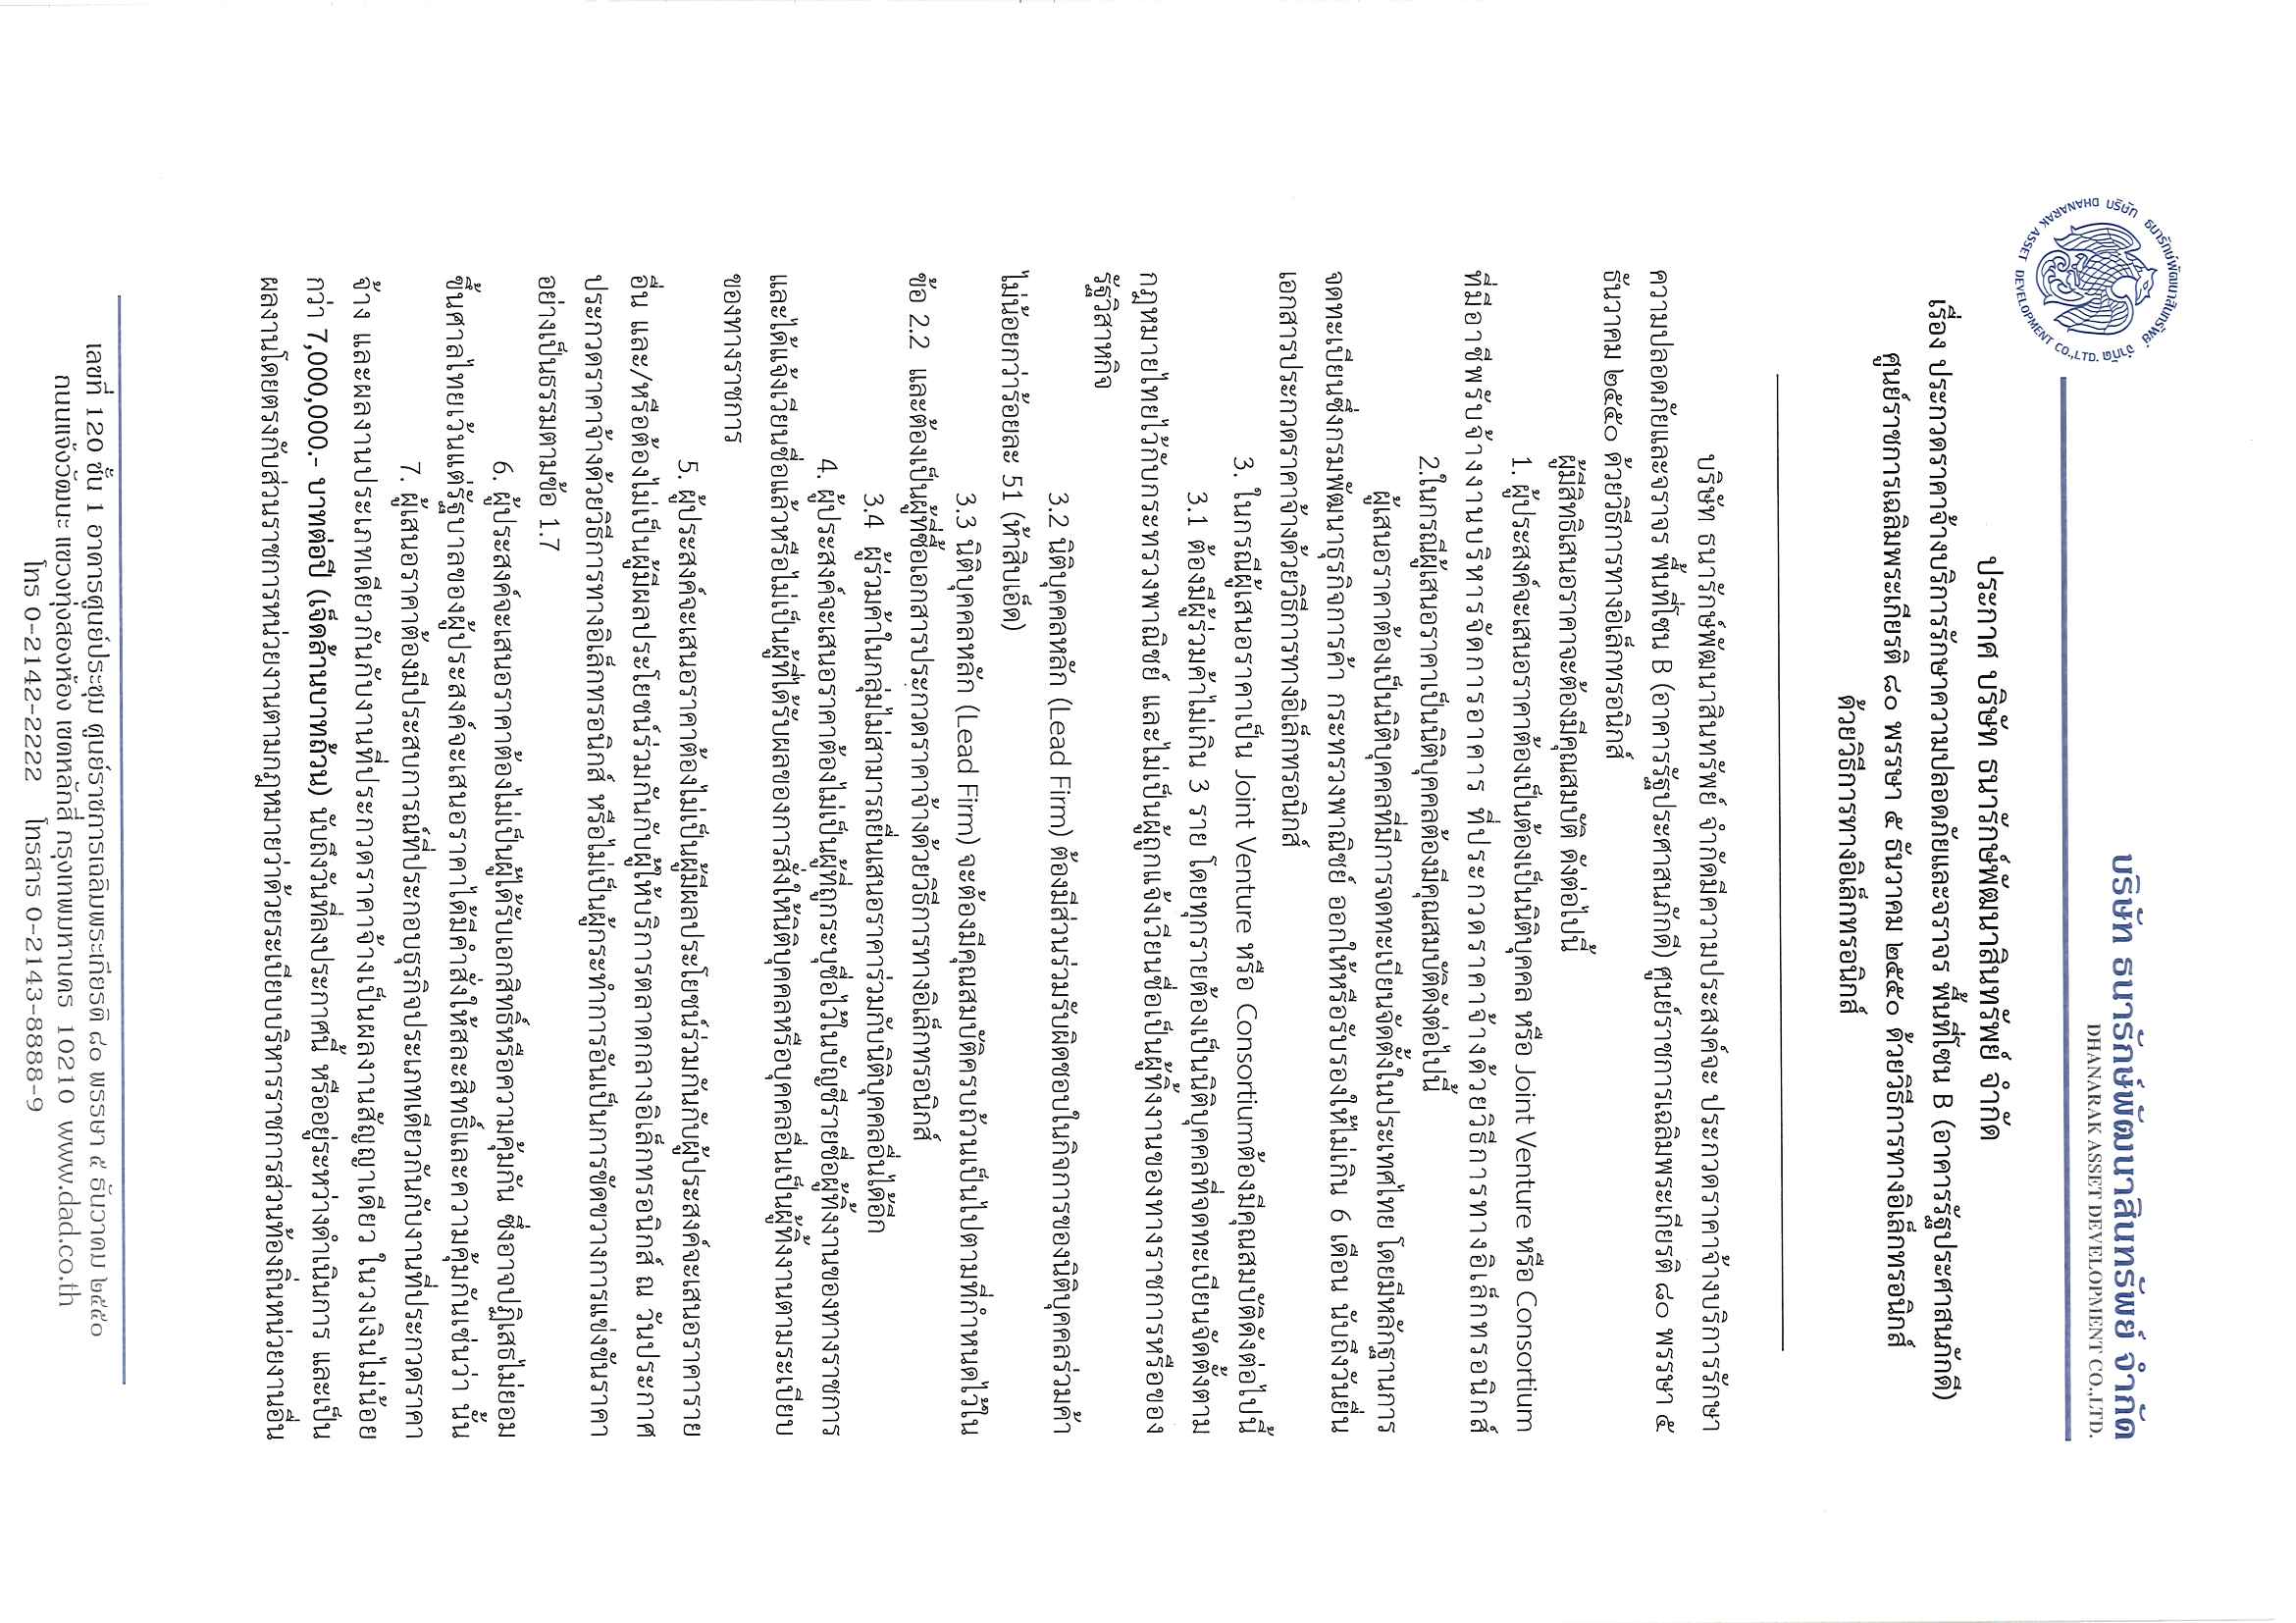 บริษัท ธนารักษ์พัฒนาสินทรัพย์ จำกัด
DHANARAK ASSET DEVELOPMENT CO.,LTD.
บริษัท ธนารักษ์พัฒนาสินทรัพย์ จำกัด
DHANARAK ASSET DEVELOPMENT CO.,LTD.
ประกาศ บริษัท ธนารักษ์พัฒนาสินทรัพย์ จำกัด
เรื่อง ประกวดราคาจ้างบริการรักษาความปลอดภัยและจราจร พื้นที่โซน B (อาคารรัฐประศาสนภักดี)
ศูนย์ราชการเฉลิมพระเกียรติ ๘๐ พรรษา ๕ ธันวาคม ๒๕๕๐ ด้วยวิธีการทางอิเล็กทรอนิกส์
ด้วยวิธีการทางอิเล็กทรอนิกส์
บริษัท ธนารักษ์พัฒนาสินทรัพย์ จำกัดมีความประสงค์จะ ประกวดราคาจ้างบริการรักษา
ความปลอดภัยและจราจร พื้นที่โซน B (อาคารรัฐประศาสนภักดี) ศูนย์ราชการเฉลิมพระเกียรติ ๘๐ พรรษา ๕
ธันวาคม ๒๕๕๐ ด้วยวิธีการทางอิเล็กทรอนิกส์
ผู้มีสิทธิเสนอราคาจะต้องมีคุณสมบัติ ดังต่อไปนี้
1. ผู้ประสงค์จะเสนอราคาต้องเป็นต้องเป็นนิติบุคคล หรือ Joint Venture หรือ Consortium
ที่มีอาชีพรับจ้างงานบริหารจัดการอาคาร ที่ประกวดราคาจ้างด้วยวิธีการทางอิเล็กทรอนิกส์
2.ในกรณีผู้เสนอราคาเป็นนิติบุคคลต้องมีคุณสมบัติดังต่อไปนี้
ผู้เสนอราคาต้องเป็นนิติบุคคลที่มีการจดทะเบียนจัดตั้งในประเทศไทย โดยมีหลักฐานการ
จดทะเบียนซึ่งกรมพัฒนาธุรกิจการค้า กระทรวงพาณิชย์ ออกให้หรือรับรองให้ไม่เกิน 6 เดือน นับถึงวันยื่น
เอกสารประกวดราคาจ้างด้วยวิธีการทางอิเล็กทรอนิกส์
3. ในกรณีผู้เสนอราคาเป็น Joint Venture หรือ Consortiumต้องมีคุณสมบัติดังต่อไปนี้
3.1 ต้องมีผู้ร่วมค้าไม่เกิน 3 ราย โดยทุกรายต้องเป็นนิติบุคคลที่จดทะเบียนจัดตั้งตาม
กฎหมายไทยไว้กับกระทรวงพาณิชย์ และไม่เป็นผู้ถูกแจ้งเวียนชื่อเป็นผู้ทิ้งงานของทางราชการหรือของ
รัฐวิสาหกิจ
3.2 นิติบุคคลหลัก (Lead Firm) ต้องมีส่วนร่วมรับผิดชอบในกิจการของนิติบุคคลร่วมค้า
ไม่น้อยกว่าร้อยละ 51 (ห้าสิบเอ็ด)
3.3 นิติบุคคลหลัก (Lead Firm) จะต้องมีคุณสมบัติครบถ้วนเป็นไปตามที่กำหนดไว้ใน
ข้อ 2.2 และต้องเป็นผู้ที่ซื้อเอกสารประกวดราคาจ้างด้วยวิธีการทางอิเล็กทรอนิกส์
3.4 ผู้ร่วมค้าในกลุ่มไม่สามารถยื่นเสนอราคาร่วมกับนิติบุคคลอื่นได้อีก
4. ผู้ประสงค์จะเสนอราคาต้องไม่เป็นผู้ที่ถูกระบุชื่อไว้ในบัญชีรายชื่อผู้ทิ้งงานของทางราชการ
และได้แจ้งเวียนชื่อแล้วหรือไม่เป็นผู้ที่ได้รับผลของการสั่งให้นิติบุคคลหรือบุคคลอื่นเป็นผู้ทิ้งงานตามระเบียบ
ของทางราชการ
5. ผู้ประสงค์จะเสนอราคาต้องไม่เป็นผู้มีผลประโยชน์ร่วมกันกับผู้ประสงค์จะเสนอราคาราย
อื่น และ/หรือต้องไม่เป็นผู้มีผลประโยชน์ร่วมกันกับผู้ให้บริการตลาดกลางอิเล็กทรอนิกส์ ณ วันประกาศ
ประกวดราคาจ้างด้วยวิธีการทางอิเล็กทรอนิกส์ หรือไม่เป็นผู้กระทำการอันเป็นการขัดขวางการแข่งขันราคา
อย่างเป็นธรรมตามข้อ 1.7
6. ผู้ประสงค์จะเสนอราคาต้องไม่เป็นผู้ได้รับเอกสิทธิ์หรือความคุ้มกัน ซึ่งอาจปฏิเสธไม่ยอม
ขึ้นศาลไทยเว้นแต่รัฐบาลของผู้ประสงค์จะเสนอราคาได้มีคำสั่งให้สละสิทธิ์และความคุ้มกันเช่นว่า นั้น
7. ผู้เสนอราคาต้องมีประสบการณ์ที่ประกอบธุรกิจประเภทเดียวกันกับงานที่ประกวดราคา
จ้าง และผลงานประเภทเดียวกันกับงานที่ประกวดราคาจ้างเป็นผลงานสัญญาเดียว ในวงเงินไม่น้อย
กว่า 7,000,000.- บาทต่อปี (เจ็ดล้านบาทถ้วน) นับถึงวันที่ลงประกาศนี้ หรืออยู่ระหว่างดำเนินการ และเป็น
ผลงานโดยตรงกับส่วนราชการหน่วยงานตามกฎหมายว่าด้วยระเบียบบริหารราชการส่วนท้องถิ่นหน่วยงานอื่น
เลขที่ 120 ชั้น 1 อาคารศูนย์ประชุม ศูนย์ราชการเฉลิมพระเกียรติ ๘๐ พรรษา ๕ ธันวาคม ๒๕๕๐
ถนนแจ้งวัฒนะ แขวงทุ่งสองห้อง เขตหลักสี่ กรุงเทพมหานคร 10210 www.dad.co.th
โทร 0-2142-2222 โทรสาร 0-2143-8888-9